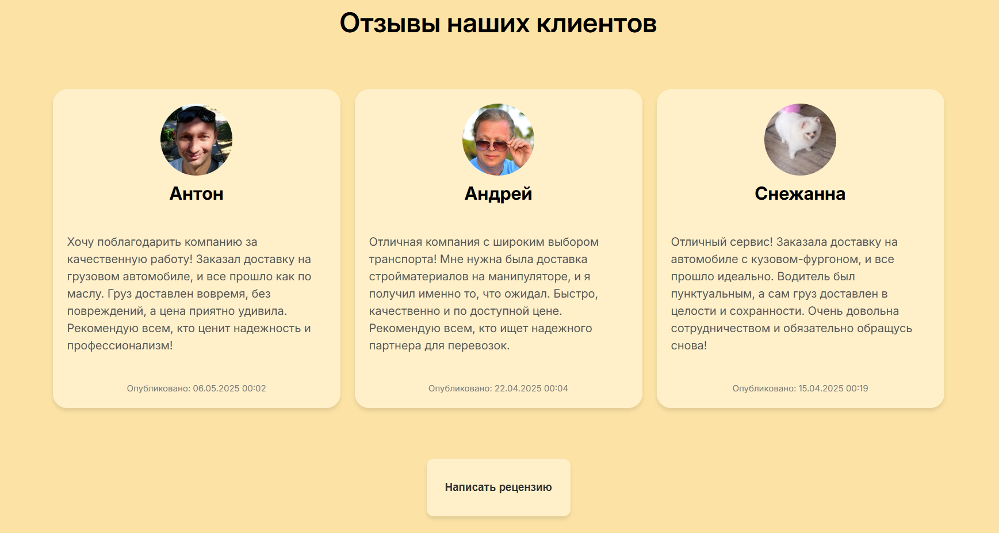 Отзывы наших клиентов
Антон
Хочу поблагодарить компанию за
качественную работу! Заказал доставку на
грузовом автомобиле, и все прошло как по
маслу. Груз доставлен вовремя, без
повреждений, а цена приятно удивила.
Рекомендую всем, кто ценит надежность и
профессионализм!
Опубликовано: 06.05.2025 00:02
Андрей
Отличная компания с широким выбором
транспорта! Мне нужна была доставка
стройматериалов на манипуляторе, и я
получил именно то, что ожидал. Быстро,
качественно и по доступной цене.
Рекомендую всем, кто ищет надежного
партнера для перевозок.
Опубликовано: 22.04.2025 00:04
Снежанна
Отличный сервис! Заказала доставку на
автомобиле с кузовом-фургоном, и все
прошло идеально. Водитель был
пунктуальным, а сам груз доставлен в
целости и сохранности. Очень довольна
сотрудничеством и обязательно обращусь
снова!
Опубликовано: 15.04.2025 00:19
Написать рецензию